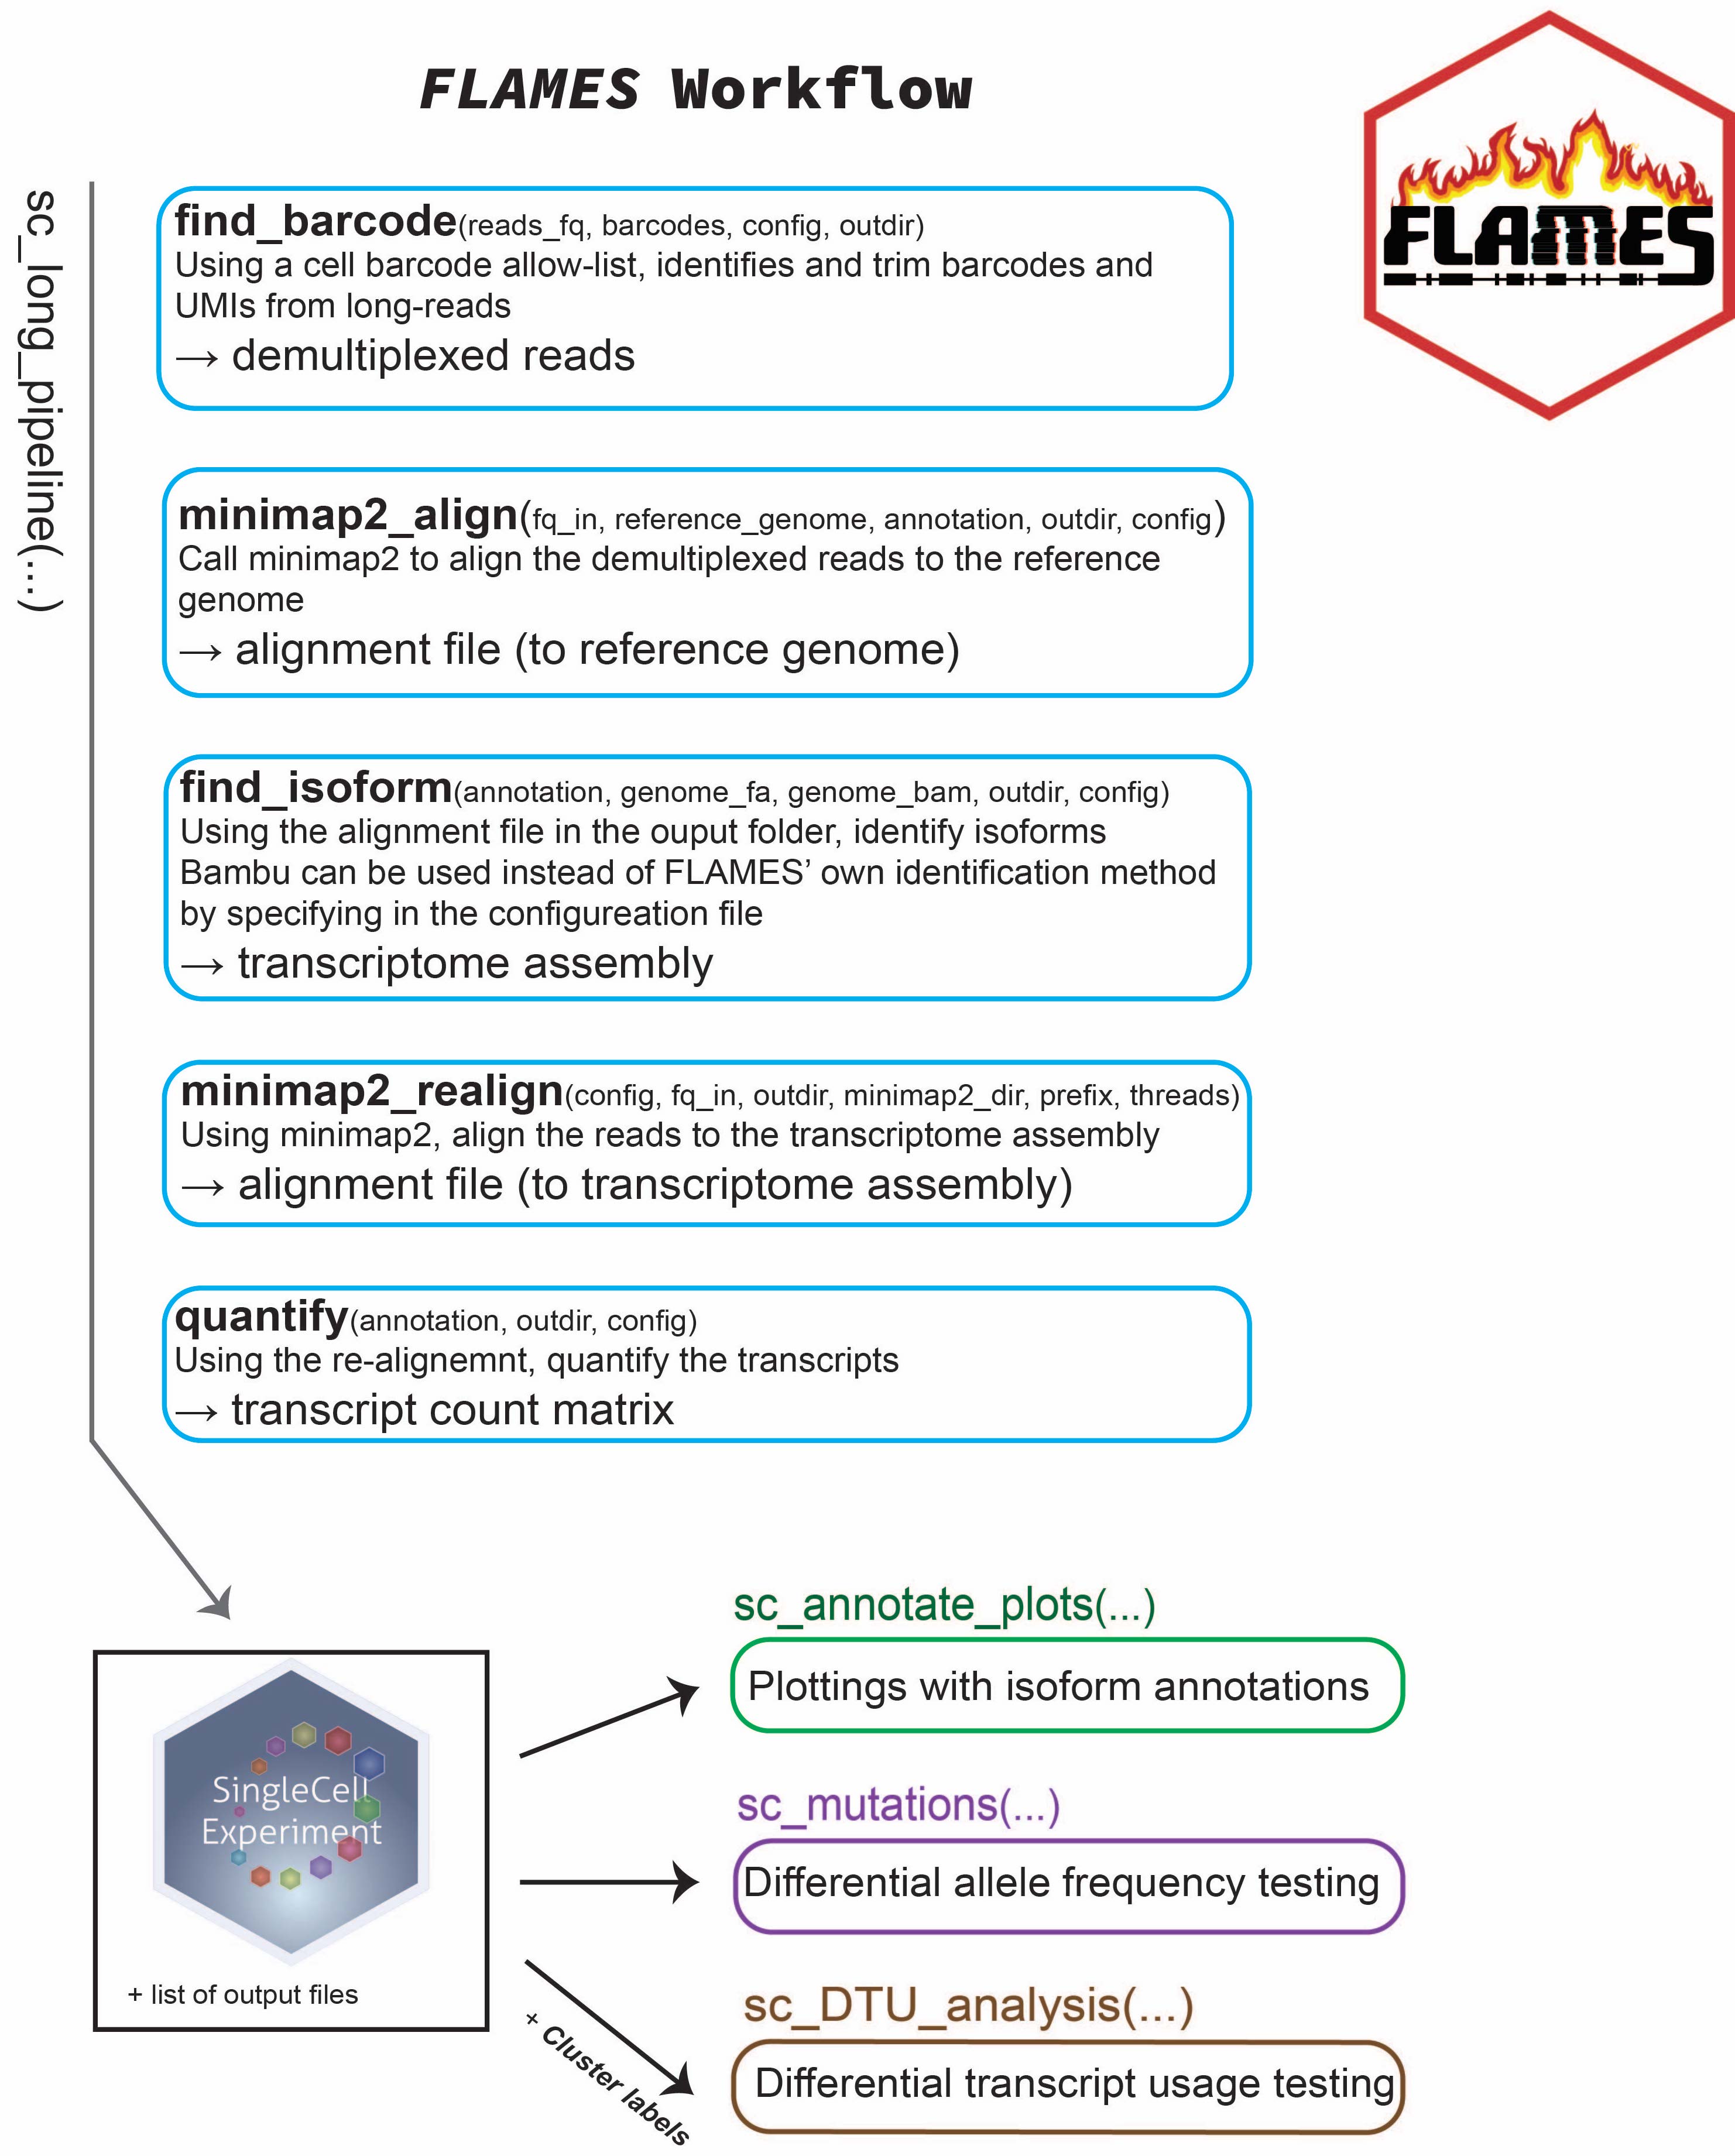 FLAMES Workflow
FLAMES
sc_long_pipeline(...)
find_barcode(reads_fq, barcodes, config, outdir)
Using a cell barcode allow-list, identifies and trim barcodes and
UMIs from long-reads
→ demultiplexed reads
minimap2_align(fq_in, reference_genome, annotation, outdir, config)
Call minimap2 to align the demultiplexed reads to the reference
genome
→ alignment file (to reference genome)
find_isoform(annotation, genome_fa, genome_bam, outdir, config)
Using the alignment file in the ouput folder, identify isoforms
Bambu can be used instead of FLAMES’ own identification method
by specifying in the configureation file
→ transcriptome assembly
minimap2_realign(config, fq_in, outdir, minimap2_dir, prefix, threads)
Using minimap2, align the reads to the transcriptome assembly
→ alignment file (to transcriptome assembly)
quantify(annotation, outdir, config)
Using the re-alignemnt, quantify the transcripts
→ transcript count matrix
SingleCell
Experiment
+ list of output files
sc_annotate_plots(...)
Plottings with isoform annotations
sc_mutations(...)
Differential allele frequency testing
+ Cluster labels
sc_DTU_analysis(...)
Differential transcript usage testing